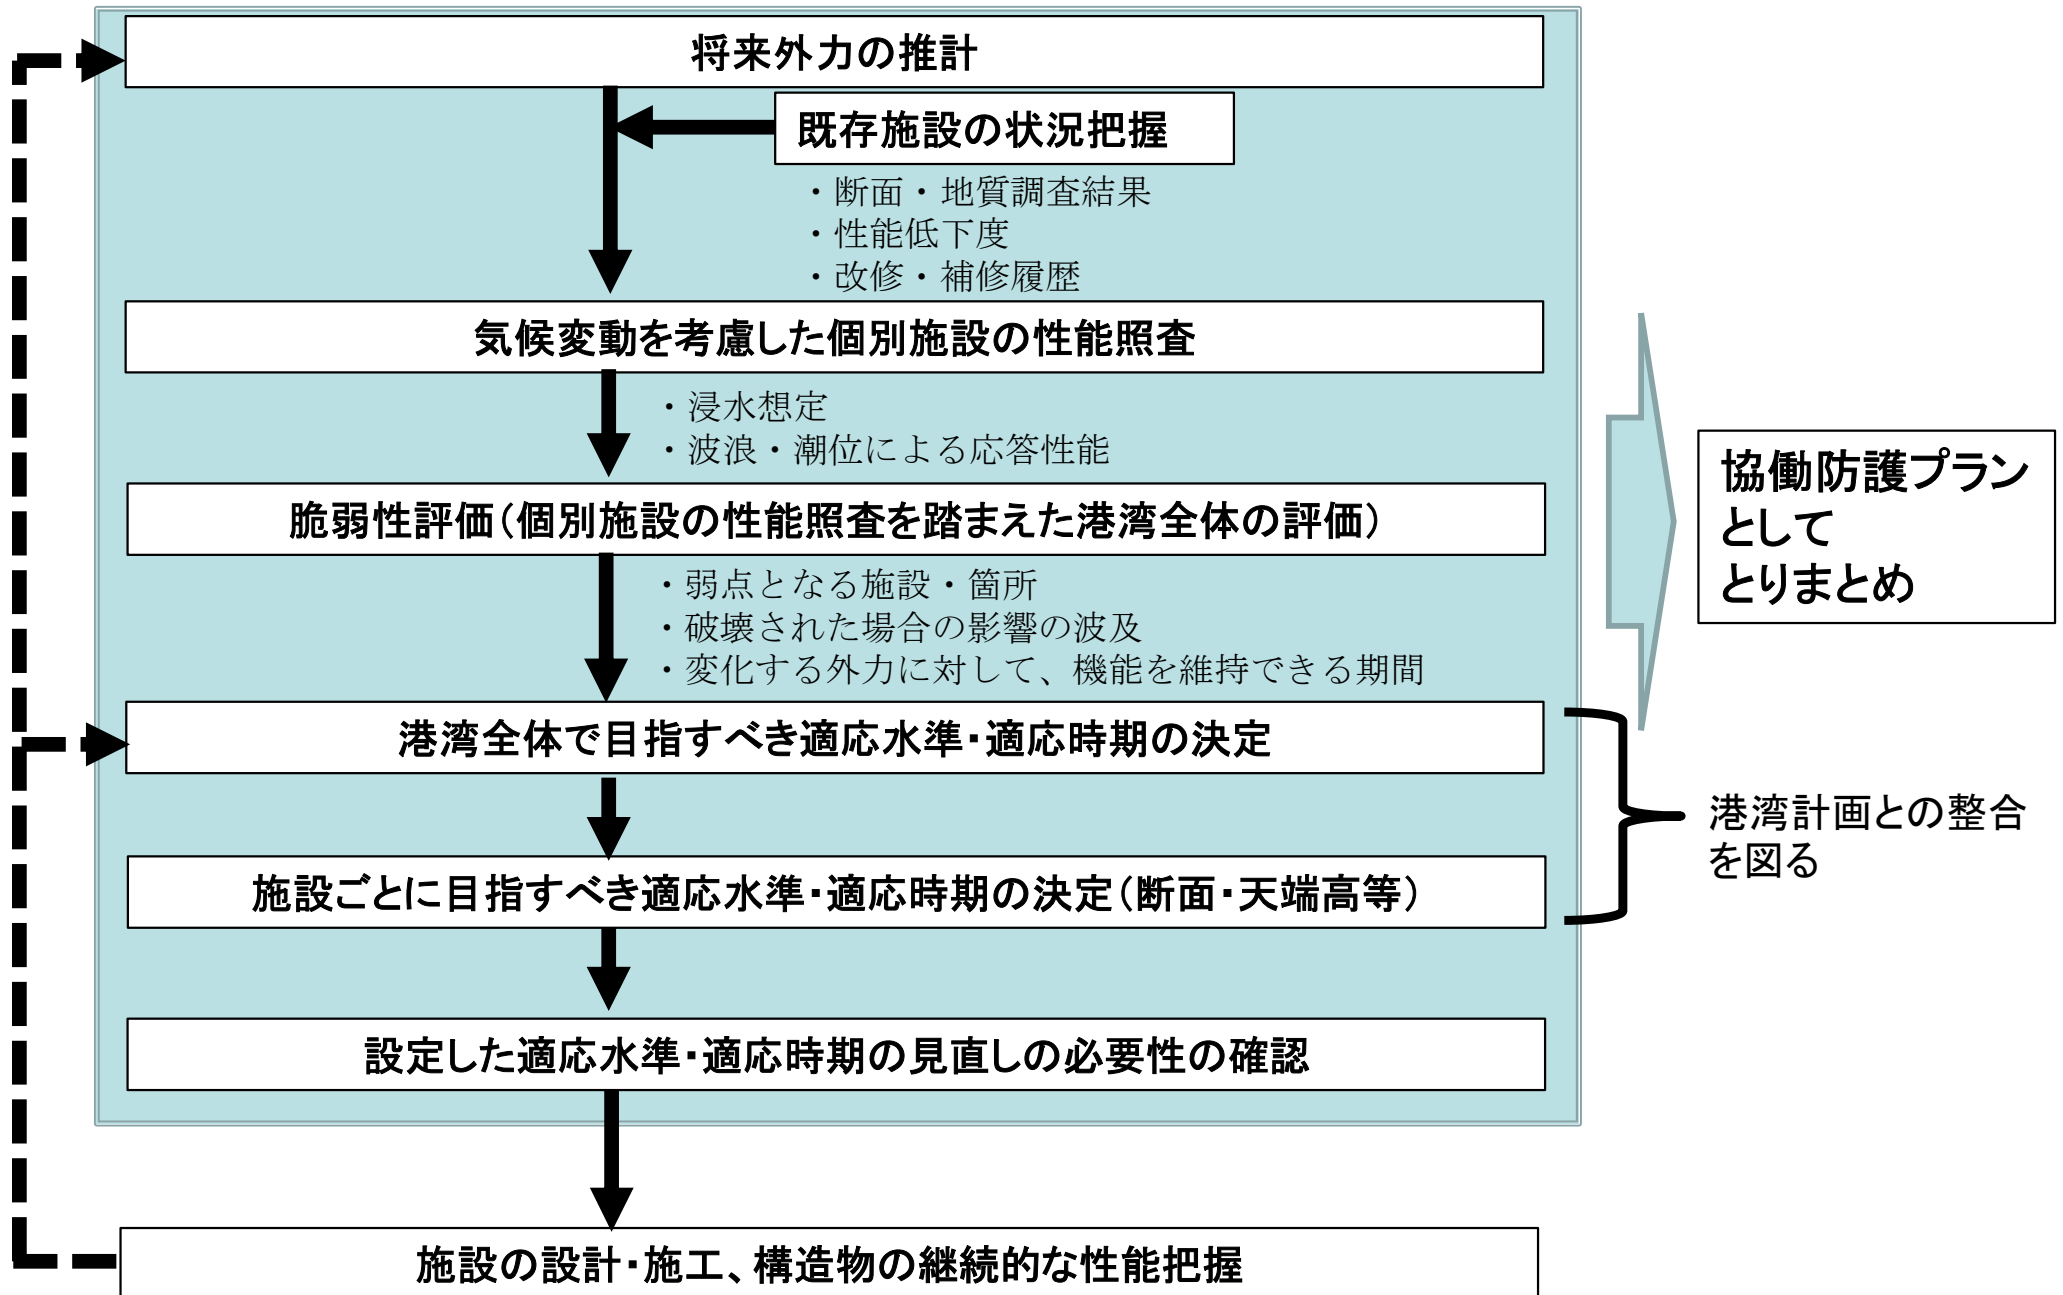 将来外力の推計
既存施設の状況把握
・断面・地質調査結果
・性能低下度
・改修・補修履歴
気候変動を考慮した個別施設の性能照査
・浸水想定
・波浪・潮位による応答性能
脆弱性評価（個別施設の性能照査を踏まえた港湾全体の評価）
・弱点となる施設・箇所
・破壊された場合の影響の波及
・変化する外力に対して、機能を維持できる期間
港湾全体で目指すべき適応水準・適応時期の決定
施設ごとに目指すべき適応水準・適応時期の決定（断面・天端高等）
設定した適応水準・適応時期の見直しの必要性の確認
施設の設計・施工、構造物の継続的な性能把握
協働防護プラン
として
とりまとめ
港湾計画との整合
を図る